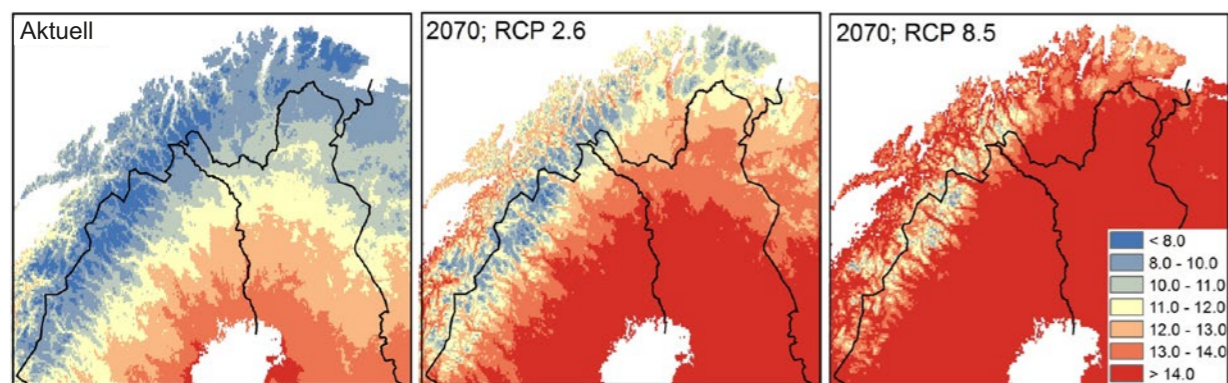 Aktuell
2070; RCP 2.6
2070; RCP 8.5
< 8.0
8.0 - 10.0
10.0 - 11.0
11.0 - 12.0
12.0 - 13.0
13.0 - 14.0
> 14.0